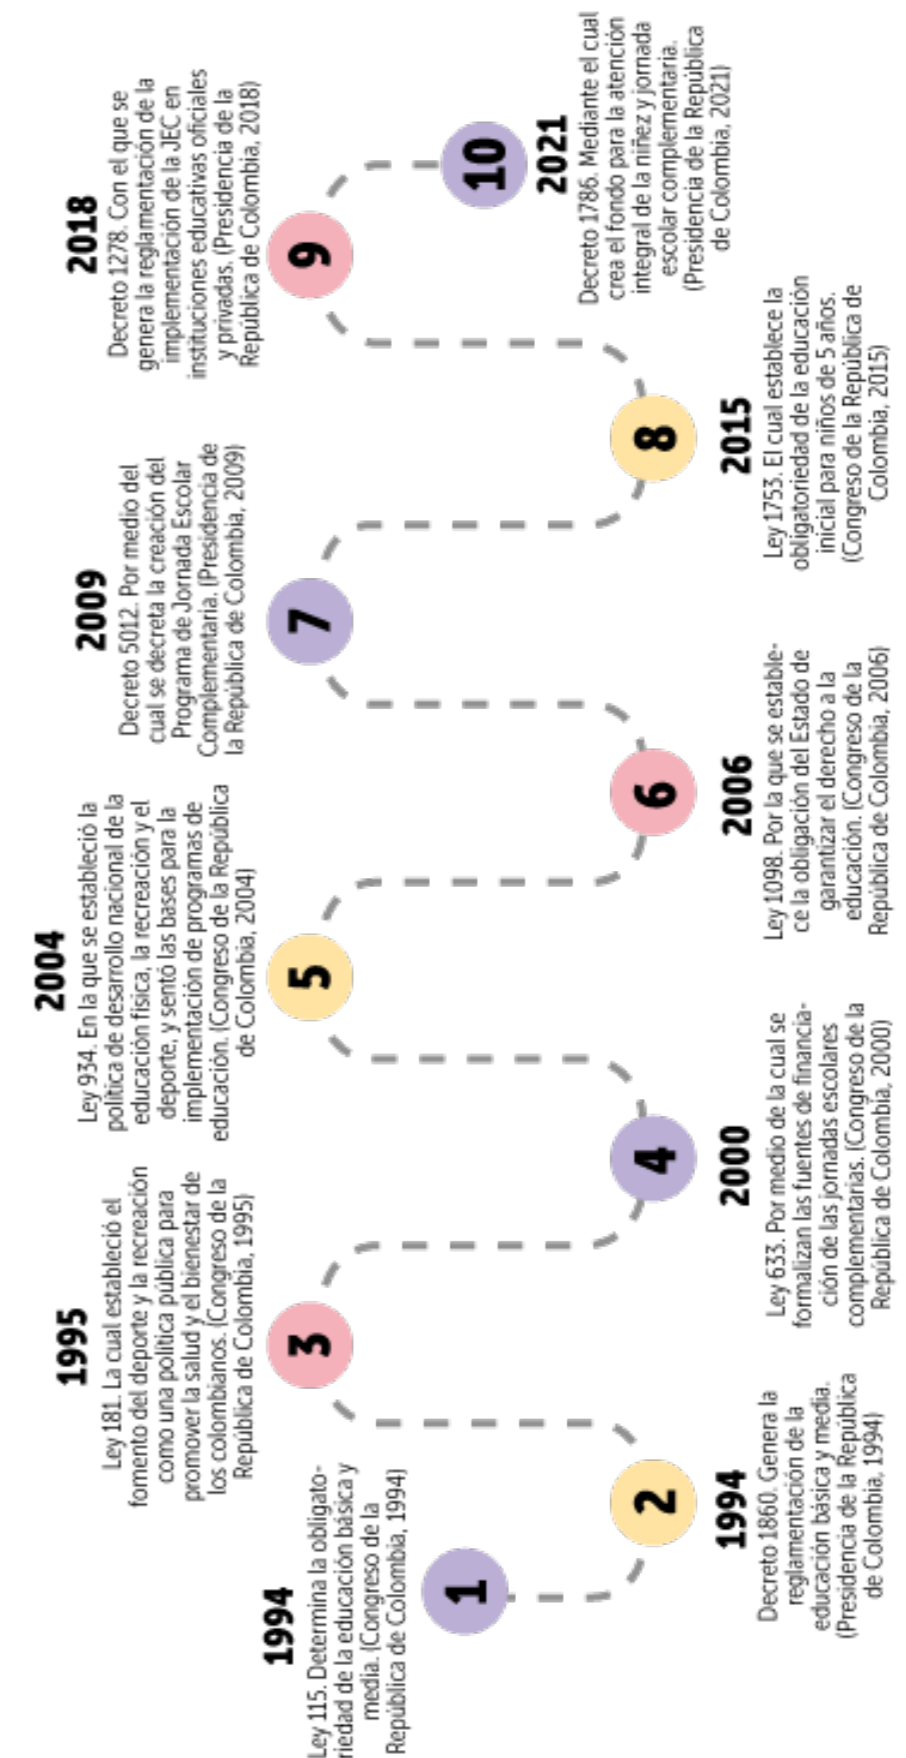 1994
Ley 115. Determina la obligato-
riedad de la educación básica y
media. (Congreso de la
República de Colombia, 1994)
1
2
1994
Decreto 1860. Genera la
reglamentación de la
educación básica y media.
(Presidencia de la República
de Colombia, 1994)
1995
Ley 181. La cual estableció el
fomento del deporte y la recreación
como una política pública para
promover la salud y el bienestar de
los colombianos. (Congreso de la
República de Colombia, 1995)
3
4
2000
Ley 633. Por medio de la cual se
formalizan las fuentes de financia-
ción de las jornadas escolares
complementarias. (Congreso de la
República de Colombia, 2000)
2004
Ley 934. En la que se estableció la
política de desarrollo nacional de la
educación física, la recreación y el
deporte, y sentó las bases para la
implementación de programas de
educación. (Congreso de la República
de Colombia, 2004)
5
6
2006
Ley 1098. Por la que se estable-
ce la obligación del Estado de
garantizar el derecho a la
educación. (Congreso de la
República de Colombia, 2006)
2009
Decreto 5012. Por medio del
cual se decreta la creación del
Programa de Jornada Escolar
Complementaria. (Presidencia de
la República de Colombia, 2009)
7
8
2015
Ley 1753. El cual establece la
obligatoriedad de la educación
inicial para niños de 5 años.
(Congreso de la República de
Colombia, 2015)
2018
Decreto 1278. Con el que se
genera la reglamentación de la
implementación de la JEC en
instituciones educativas oficiales
y privadas. (Presidencia de la
República de Colombia, 2018)
9
10
2021
Decreto 1786. Mediante el cual
crea el fondo para la atención
integral de la niñez y jornada
escolar complementaria.
(Presidencia de la República
de Colombia, 2021)